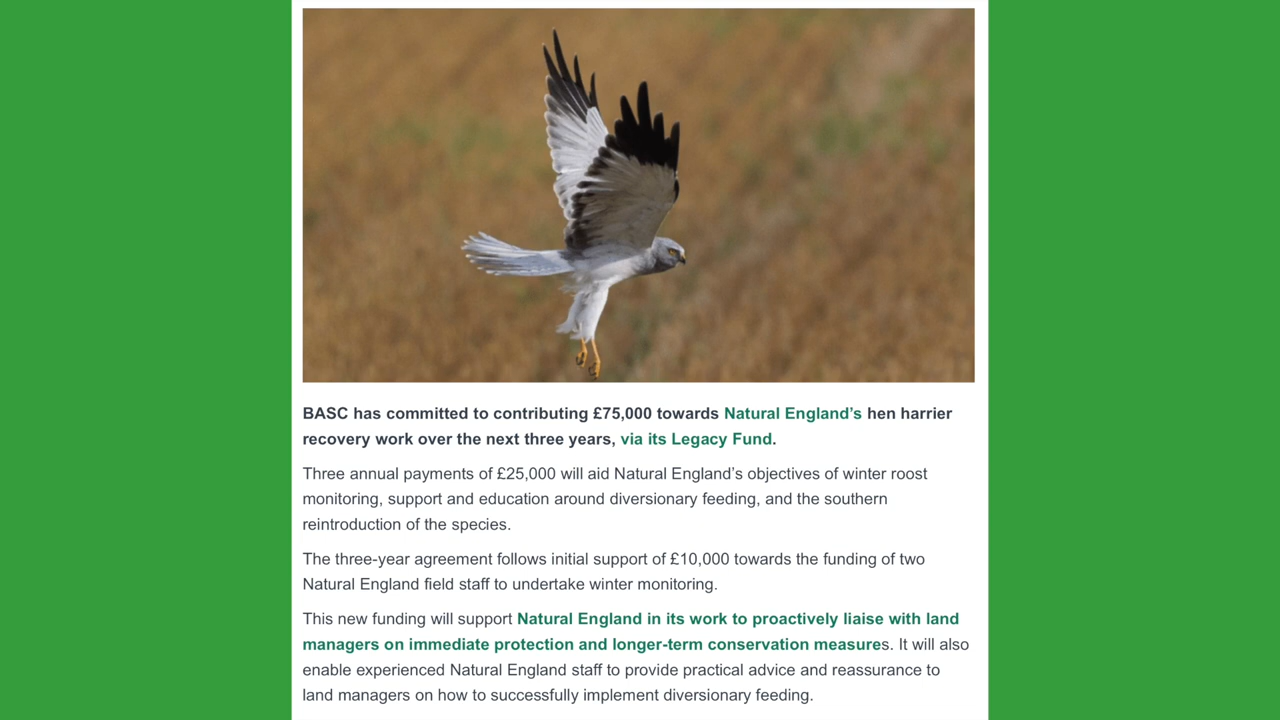 BASC has committed to contributing £75,000 towards Natural England’s hen harrier
recovery work over the next three years, via its Legacy Fund.
Three annual payments of £25,000 will aid Natural England’s objectives of winter roost
monitoring, support and education around diversionary feeding, and the southern
reintroduction of the species.
The three-year agreement follows initial support of £10,000 towards the funding of two
Natural England field staff to undertake winter monitoring.
This new funding will support Natural England in its work to proactively liaise with land
managers on immediate protection and longer-term conservation measures. It will also
enable experienced Natural England staff to provide practical advice and reassurance to
land managers on how to successfully implement diversionary feeding.